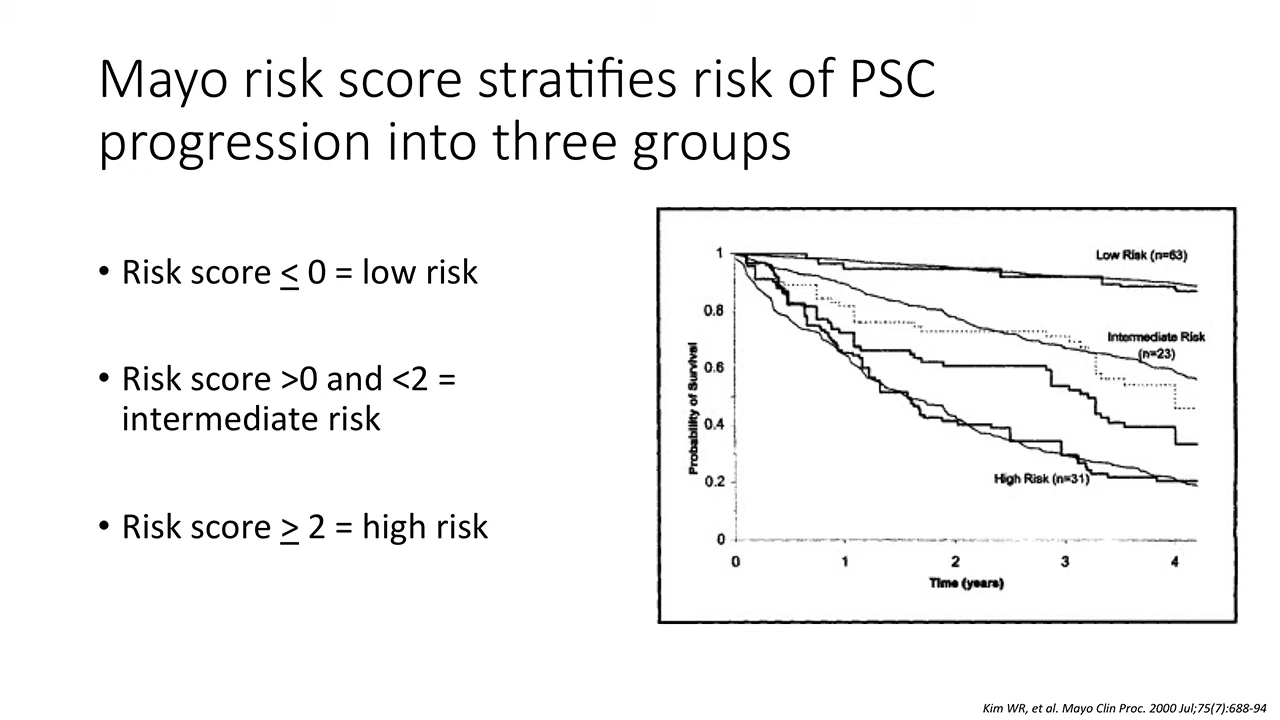 Mayo risk score stratifies risk of PSC
progression into three groups
• Risk score < 0 = low risk
• Risk score >0 and <2 =
intermediate risk
• Risk score > 2 = high risk
1
0.8
0.6
0.4
0.2
0
Probability of Survival
Low Risk (n=63)
Intermediate Risk
(n=23)
High Risk (n=31)
0 1 2 3 4
Time (years)
Kim WR, et al. Mayo Clin Proc. 2000 Jul;75(7):688-94